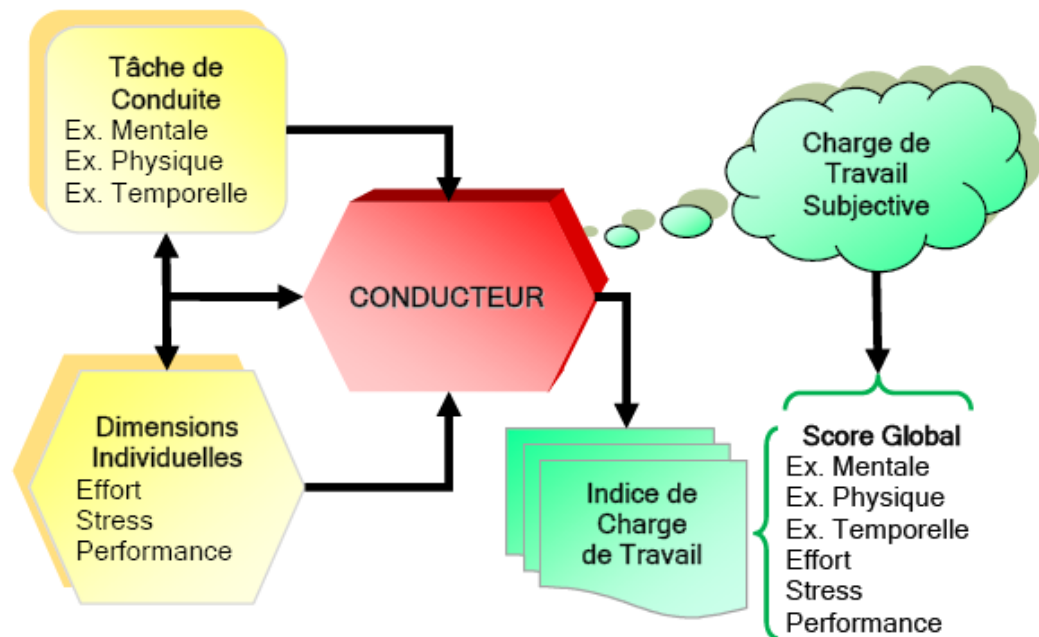 Tâche de
Conduite
Ex. Mentale
Ex. Physique
Ex. Temporelle
Charge de
Travail
Subjective
CONDUCTEUR
Dimensions
Individuelles
Effort
Stress
Performance
Indice de
Charge
de Travail
Score Global
Ex. Mentale
Ex. Physique
Ex. Temporelle
Effort
Stress
Performance